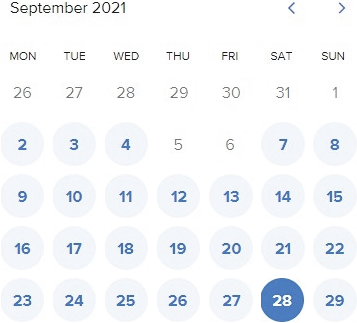 September 2021
MON TUE WED THU FRI SAT SUN
26 27 28 29 30 31 1
2 3 4 5 6 7 8
9 10 11 12 13 14 15
16 17 18 19 20 21 22
23 24 25 26 27 28 29